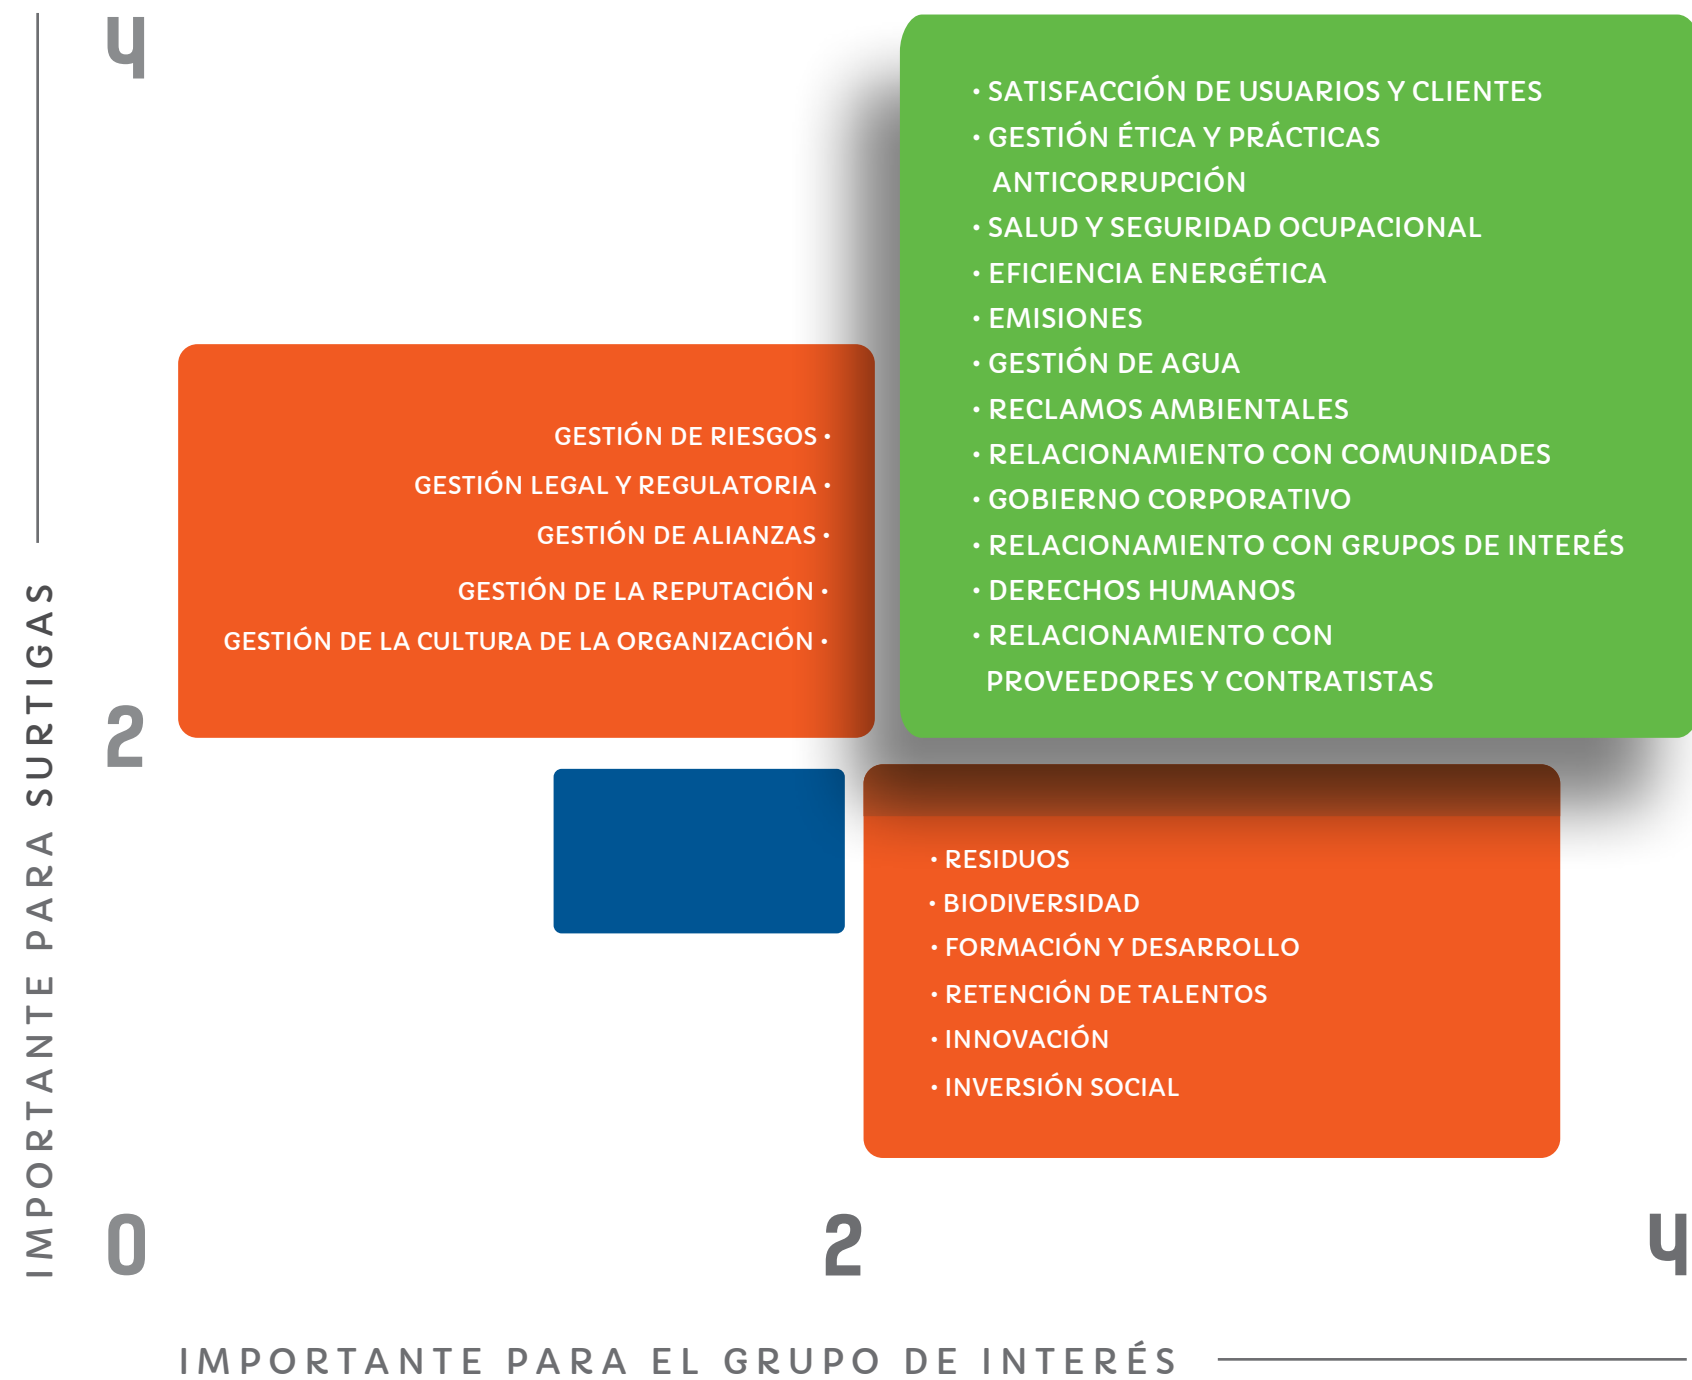 4
• SATISFACCIÓN DE USUARIOS Y CLIENTES
• GESTIÓN ÉTICA Y PRÁCTICAS
ANTICORRUPCIÓN
• SALUD Y SEGURIDAD OCUPACIONAL
• EFICIENCIA ENERGÉTICA
• EMISIONES
• GESTIÓN DE AGUA
• RECLAMOS AMBIENTALES
• RELACIONAMIENTO CON COMUNIDADES
• GOBIERNO CORPORATIVO
• RELACIONAMIENTO CON GRUPOS DE INTERÉS
• DERECHOS HUMANOS
• RELACIONAMIENTO CON
PROVEEDORES Y CONTRATISTAS
GESTIÓN DE RIESGOS •
GESTIÓN LEGAL Y REGULATORIA •
GESTIÓN DE ALIANZAS •
GESTIÓN DE LA REPUTACIÓN •
GESTIÓN DE LA CULTURA DE LA ORGANIZACIÓN •
IMPORTANTE PARA SURTIGAS
2
• RESIDUOS
• BIODIVERSIDAD
• FORMACIÓN Y DESARROLLO
• RETENCIÓN DE TALENTOS
• INNOVACIÓN
• INVERSIÓN SOCIAL
0 2 4
IMPORTANTE PARA EL GRUPO DE INTERÉS